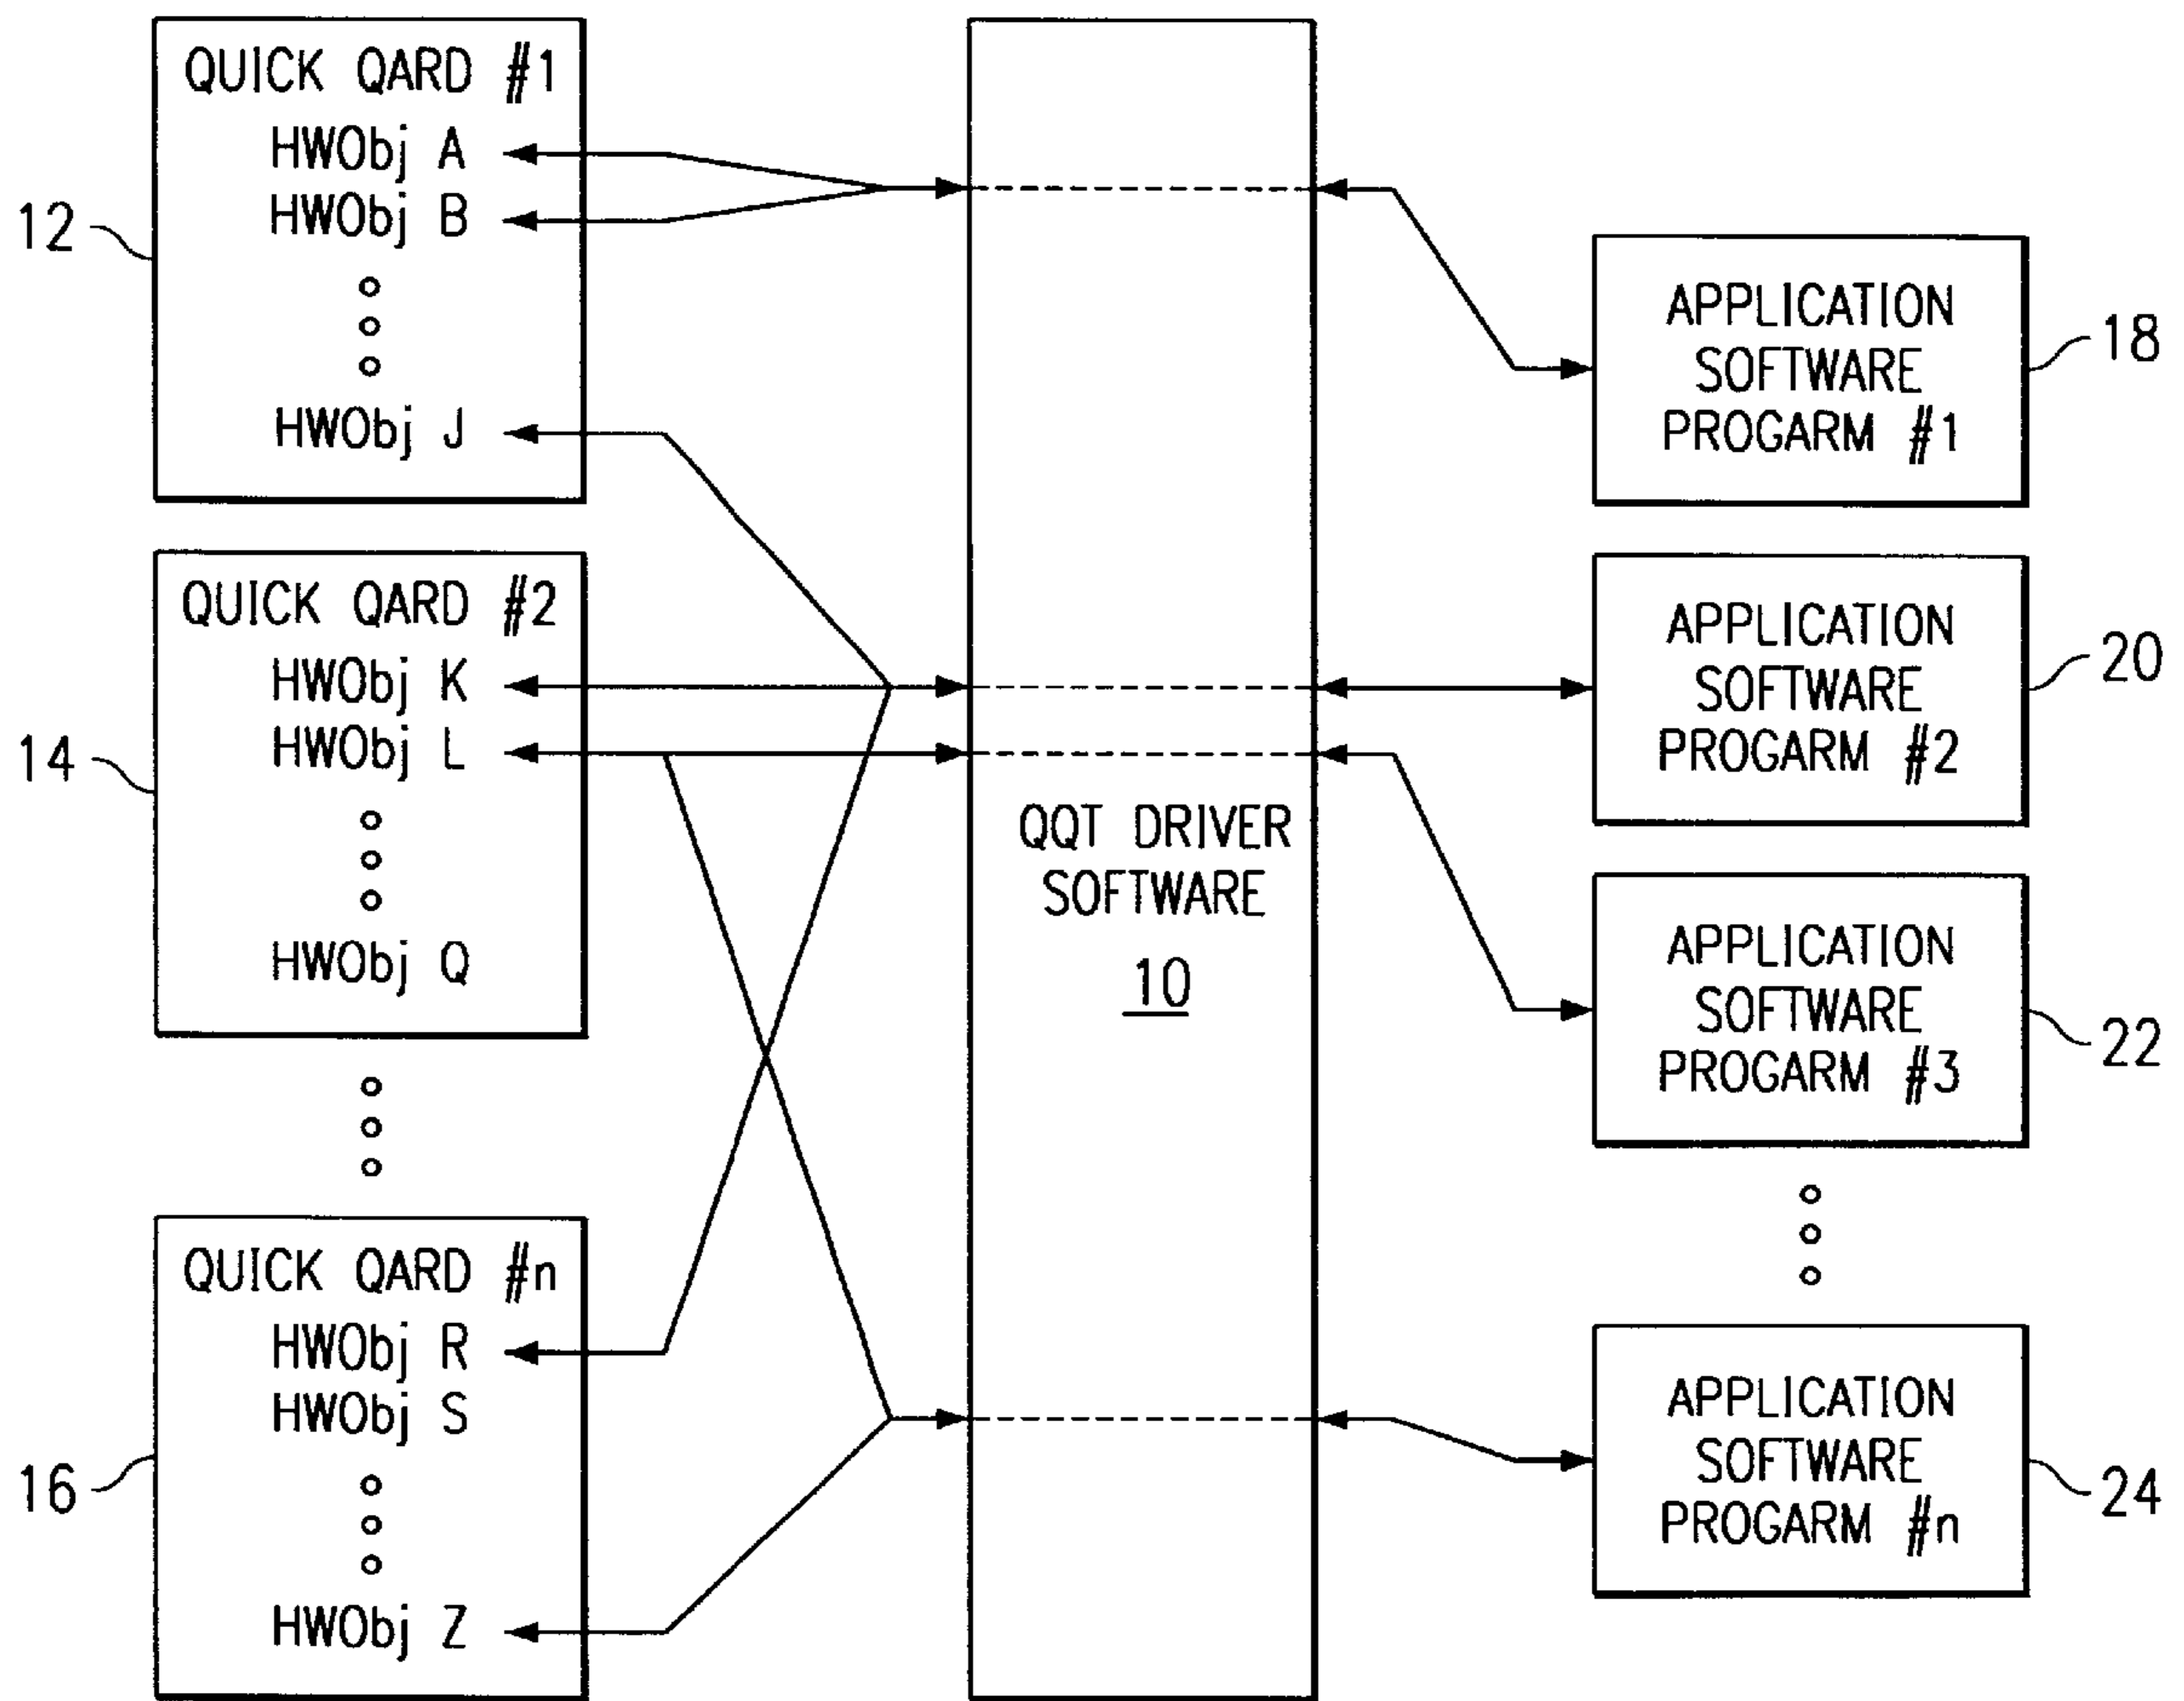 QUICK QARD #1
HWObj A
HWObj B
HWObj J
12
QUICK QARD #2
HWObj K
HWObj L
HWObj Q
14
QUICK QARD #n
HWObj R
HWObj S
HWObj Z
16
QQT DRIVER
SOFTWARE
10
APPLICATION
SOFTWARE
PROGARM #1
18
APPLICATION
SOFTWARE
PROGARM #2
20
APPLICATION
SOFTWARE
PROGARM #3
22
APPLICATION
SOFTWARE
PROGARM #n
24